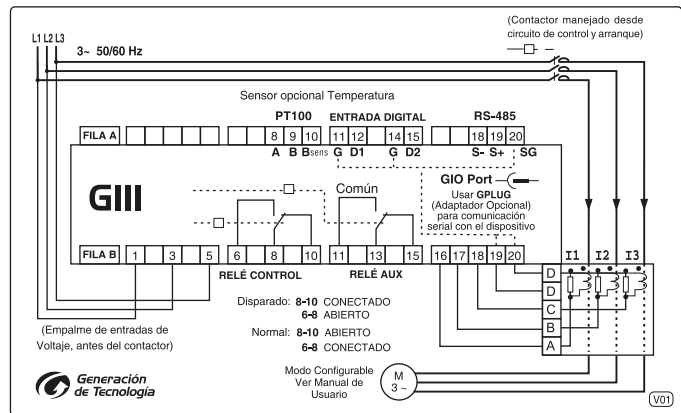 (Contactor manejado desde
circuito de control y arranque)
L1 L2 L3
3~ 50/60 Hz
Sensor opcional Temperatura
PT100 ENTRADA DIGITAL RS-485
FILA A 8 9 10 11 12 14 15 18 19 20
A B Bsens G D1 G D2 S- S+ SG
GIII
Común
GIO Port
Usar GPLUG
(Adaptador Opcional)
para comunicación
serial con el dispositivo
FILA B 1 3 5 6 8 10 11 13 15 16 17 18 19 20
RELÉ CONTROL RELÉ AUX
I1 I2 I3
D
D
C
B
A
Disparado: 8-10 CONECTADO
6-8 ABIERTO
Normal: 8-10 ABIERTO
6-8 CONECTADO
(Empalme de entradas de
Voltaje, antes del contactor)
Generación
de Tecnología
Modo Configurable
Ver Manual de
Usuario
M
3 ~
V01